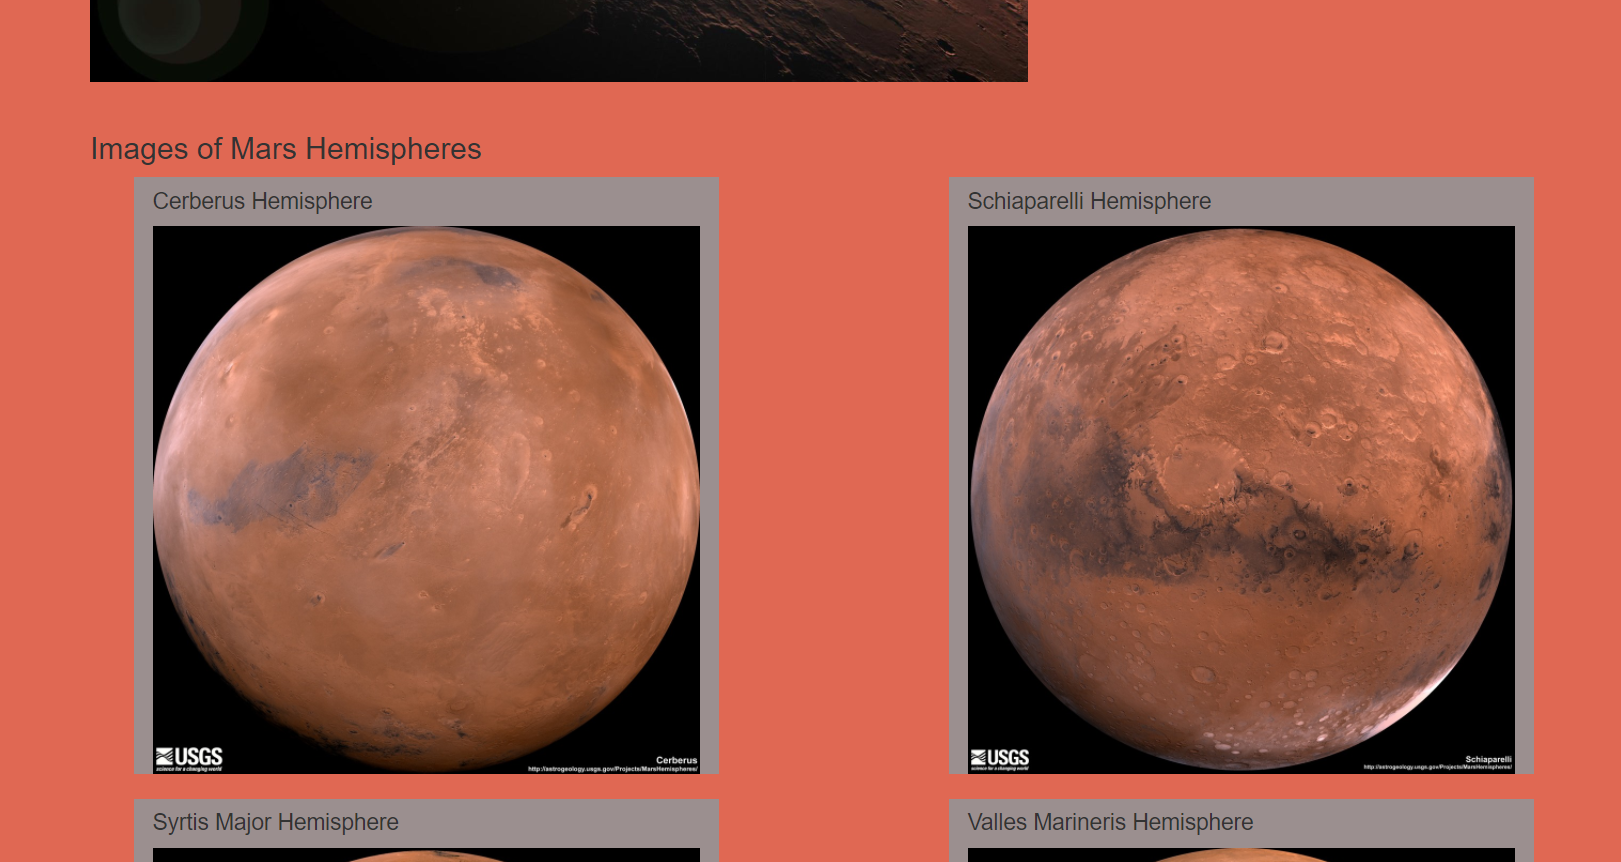 Images of Mars Hemispheres
Cerberus Hemisphere
Schiaparelli Hemisphere
USGS
science for a changing world
Cerberus
http://astrogeology.usgs.gov/Projects/MarsHemispheres/
USGS
science for a changing world
Schiaparelli
http://astrogeology.usgs.gov/Projects/MarsHemispheres/
Syrtis Major Hemisphere
Valles Marineris Hemisphere